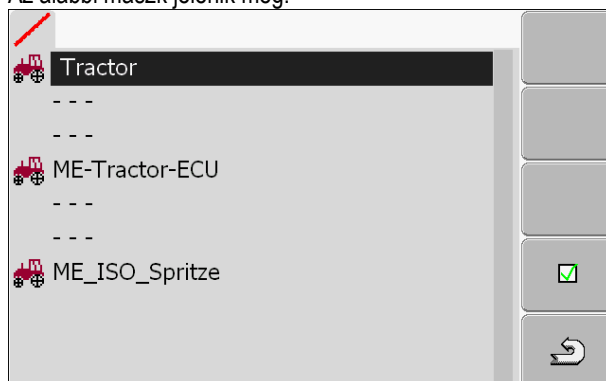 Az alábbi maszk jelenik meg:
Tractor
- - -
- - -
ME-Tractor-ECU
- - -
- - -
ME_ISO_Spritze